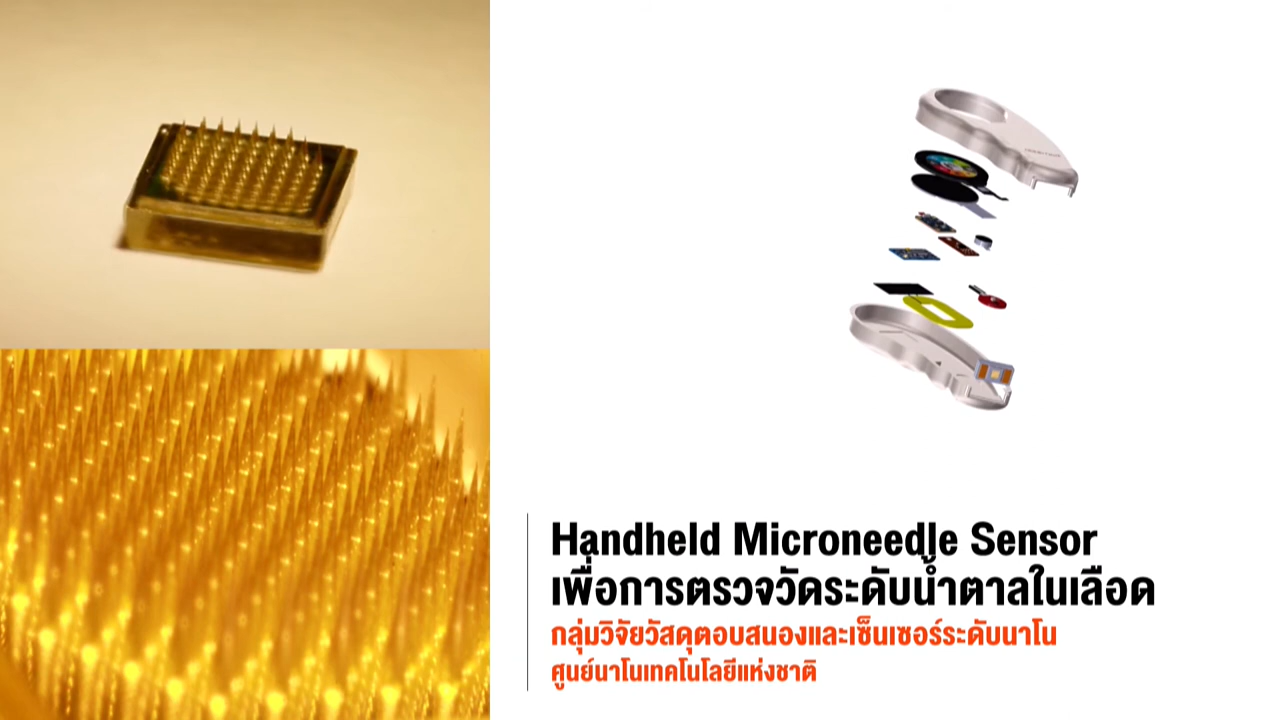 Handheld Microneedle Sensor
เพื่อการตรวจวัดระดับน้ำตาลในเลือด
กลุ่มวิจัยวัสดุตอบสนองและเซ็นเซอร์ระดับนาโน
ศูนย์นาโนเทคโนโลยีแห่งชาติ